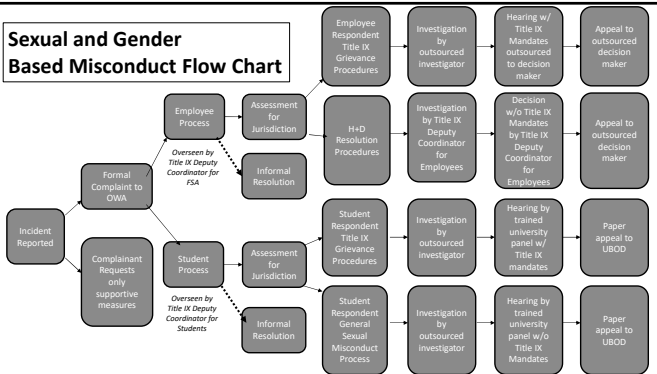 Sexual and Gender
Based Misconduct Flow Chart
Incident
Reported
Formal
Complaint to
OWA
Complainant
Requests
only
supportive
measures
Employee
Process
Overseen by
Title IX Deputy
Coordinator for
FSA
Assessment
for
Jurisdiction
Informal
Resolution
Employee
Respondent
Title IX
Grievance
Procedures
Investigation
by
outsourced
investigator
Hearing w/
Title IX
Mandates
outsourced
to decision
maker
Appeal to
outsourced
decision
maker
H+D
Resolution
Procedures
Investigation
by Title IX
Deputy
Coordinator
for
Employees
Decision
w/o Title IX
Mandates
by Title IX
Deputy
Coordinator
for
Employees
Appeal to
outsourced
decision
maker
Student
Process
Overseen by
Title IX Deputy
Coordinator for
Students
Assessment
for
Jurisdiction
Informal
Resolution
Student
Respondent
Title IX
Grievance
Procedures
Investigation
by
outsourced
investigator
Hearing by
trained
university
panel w/
Title IX
mandates
Paper
appeal to
UBOD
Student
Respondent
General
Sexual
Misconduct
Process
Investigation
by
outsourced
investigator
Hearing by
trained
university
panel w/o
Title IX
Mandates
Paper
appeal to
UBOD